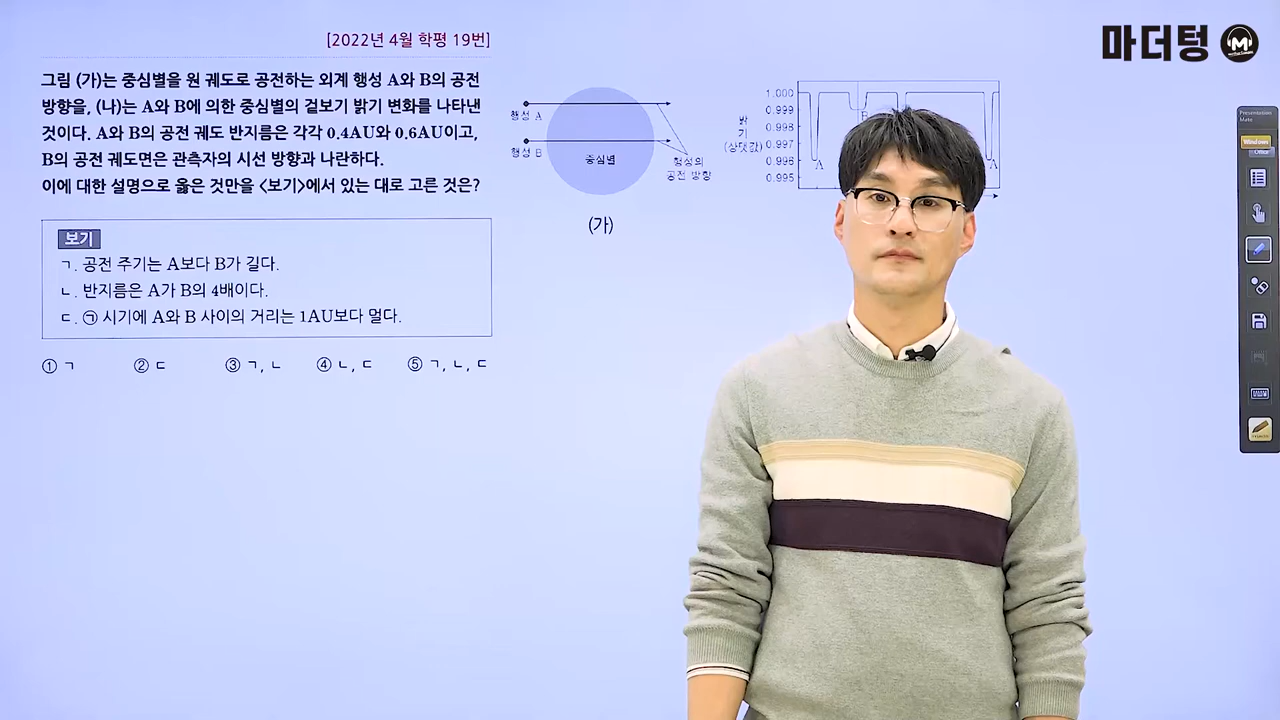 마더텅
[2022년 4월 학평 19번]
그림 (가)는 중심별을 원 궤도로 공전하는 외계 행성 A와 B의 공전
방향을, (나)는 A와 B에 의한 중심별의 겉보기 밝기 변화를 나타낸
것이다. A와 B의 공전 궤도 반지름은 각각 0.4AU와 0.6AU이고,
B의 공전 궤도면은 관측자의 시선 방향과 나란하다.
이에 대한 설명으로 옳은 것만을 <보기>에서 있는 대로 고른 것은?
보기
ㄱ. 공전 주기는 A보다 B가 길다.
ㄴ. 반지름은 A가 B의 4배이다.
ㄷ. ㉠ 시기에 A와 B 사이의 거리는 1AU보다 멀다.
① ㄱ ② ㄷ ③ ㄱ, ㄴ ④ ㄴ, ㄷ ⑤ ㄱ, ㄴ, ㄷ
행성 A
행성 B
중심별
행성의
공전 방향
(가)
밝
기
(상댓값)
1.000
0.999
0.998
0.997
0.996
0.995
A
B
A
Presentation
Mate
Windows
Office